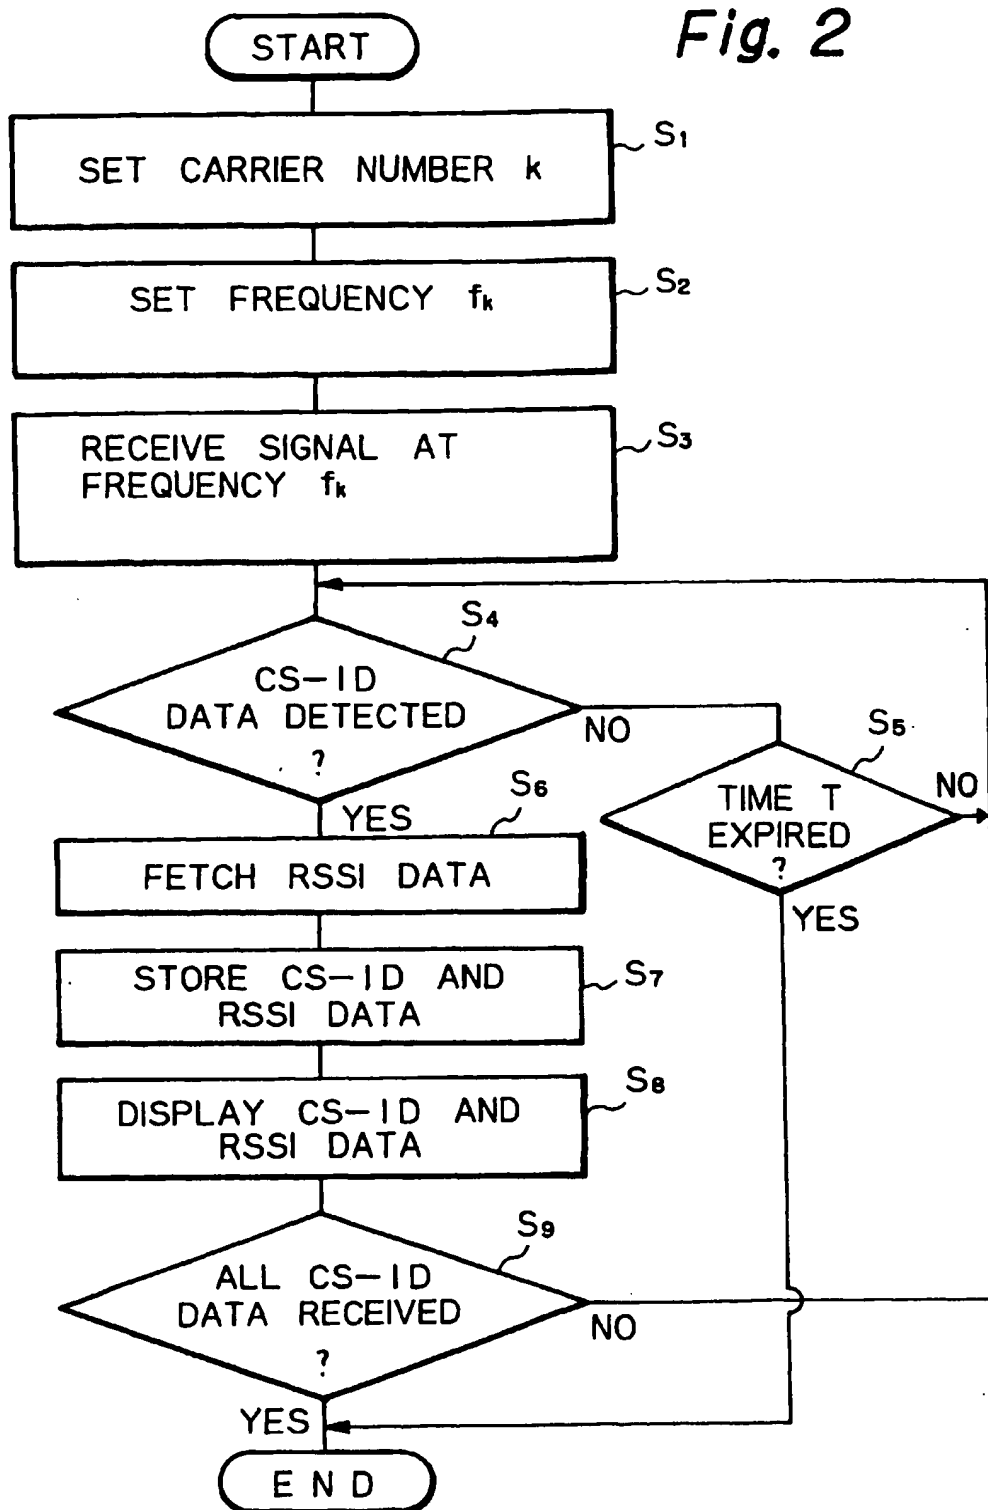 Fig. 2
START
SET CARRIER NUMBER k
S1
SET FREQUENCY fk
S2
RECEIVE SIGNAL AT
FREQUENCY fk
S3
CS-ID
DATA DETECTED
?
S4
NO
YES
TIME T
EXPIRED
?
S5
NO
YES
FETCH RSSI DATA
S6
STORE CS-ID AND
RSSI DATA
S7
DISPLAY CS-ID AND
RSSI DATA
S8
ALL CS-ID
DATA RECEIVED
?
S9
NO
YES
END